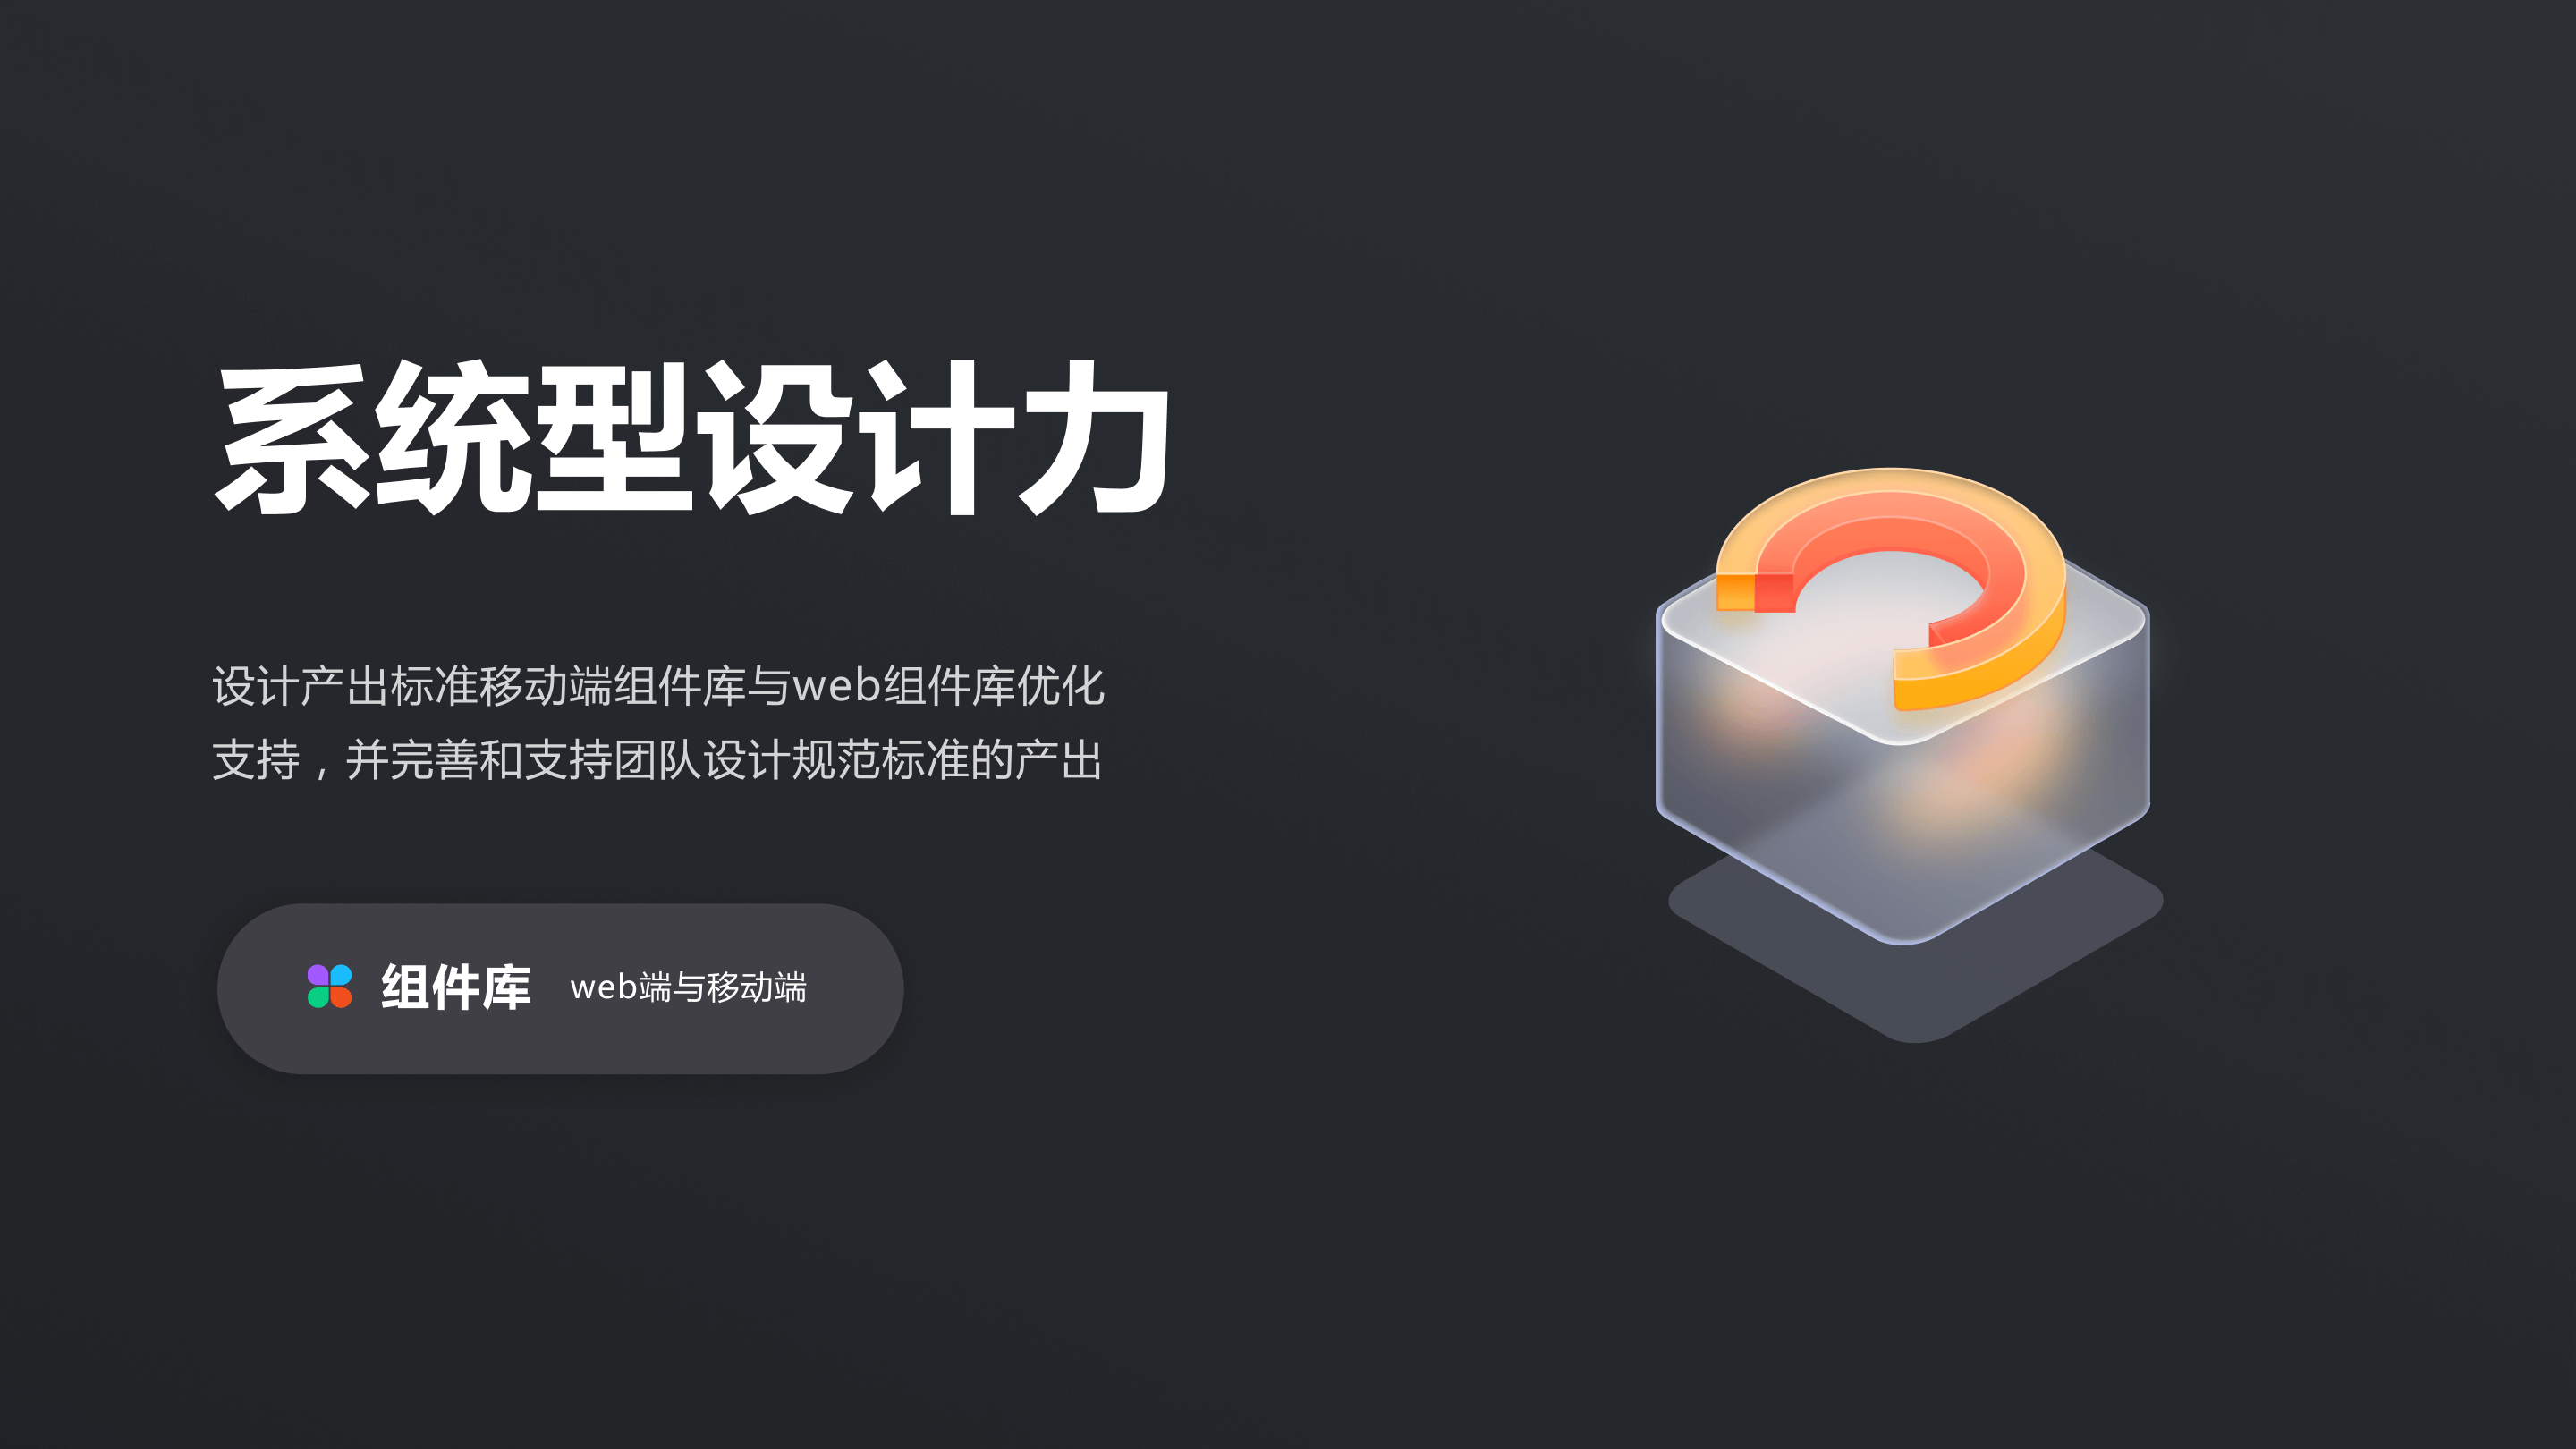 系统型设计力
设计产出标准移动端组件库与web组件库优化
支持，并完善和支持团队设计规范标准的产出
组件库 web端与移动端